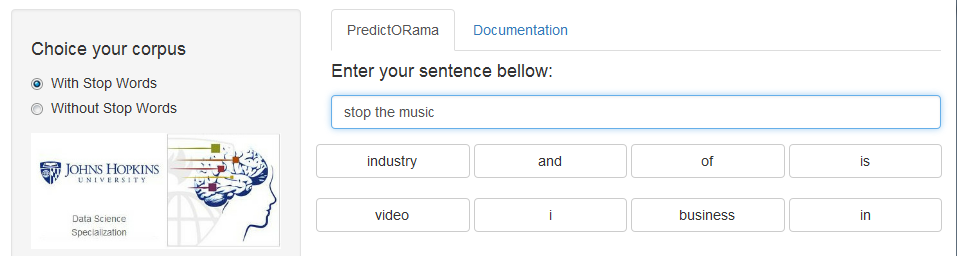 Choice your corpus
With Stop Words
Without Stop Words
JOHNS HOPKINS
UNIVERSITY
Data Science
Specialization
PredictORama
Documentation
Enter your sentence bellow:
stop the music
industry and of is
video i business in